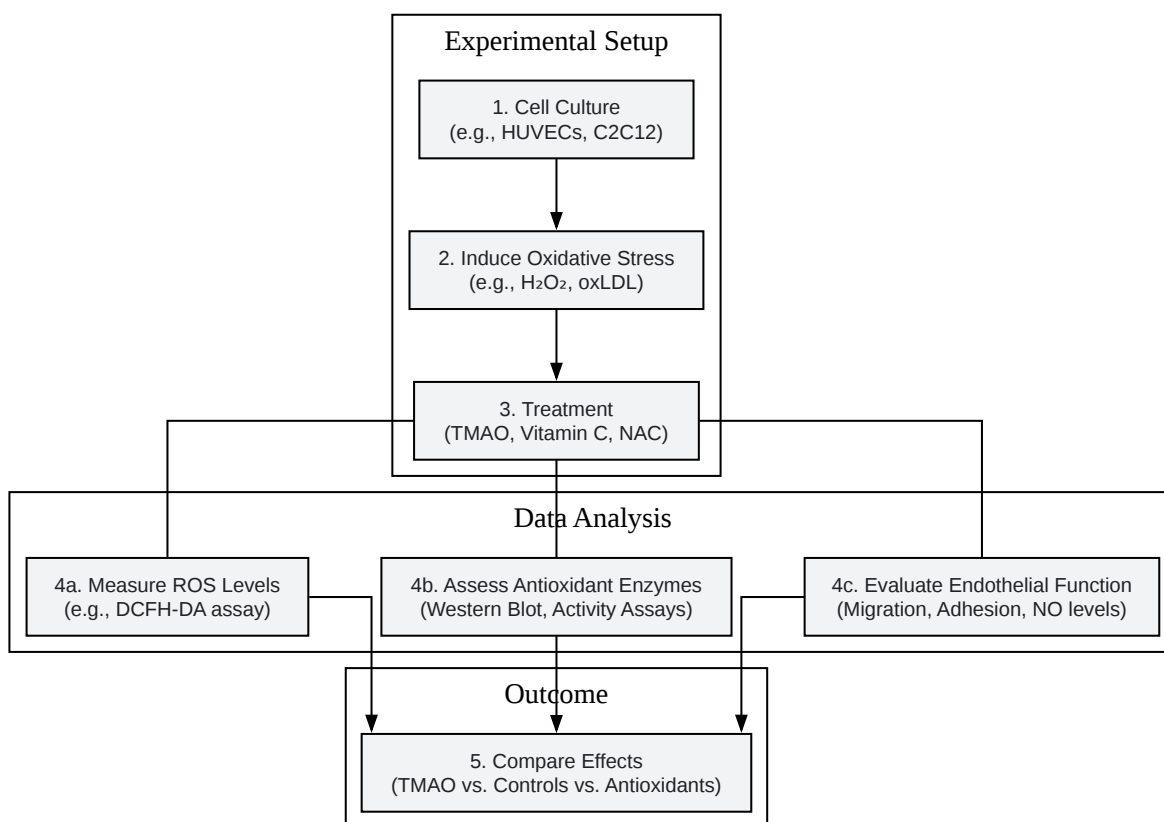 Experimental Setup
1. Cell Culture
(e.g., HUVECs, C2C12)
2. Induce Oxidative Stress
(e.g., H₂O₂, oxLDL)
3. Treatment
(TMAO, Vitamin C, NAC)
Data Analysis
4a. Measure ROS Levels
(e.g., DCFH-DA assay)
4b. Assess Antioxidant Enzymes
(Western Blot, Activity Assays)
4c. Evaluate Endothelial Function
(Migration, Adhesion, NO levels)
Outcome
5. Compare Effects
(TMAO vs. Controls vs. Antioxidants)